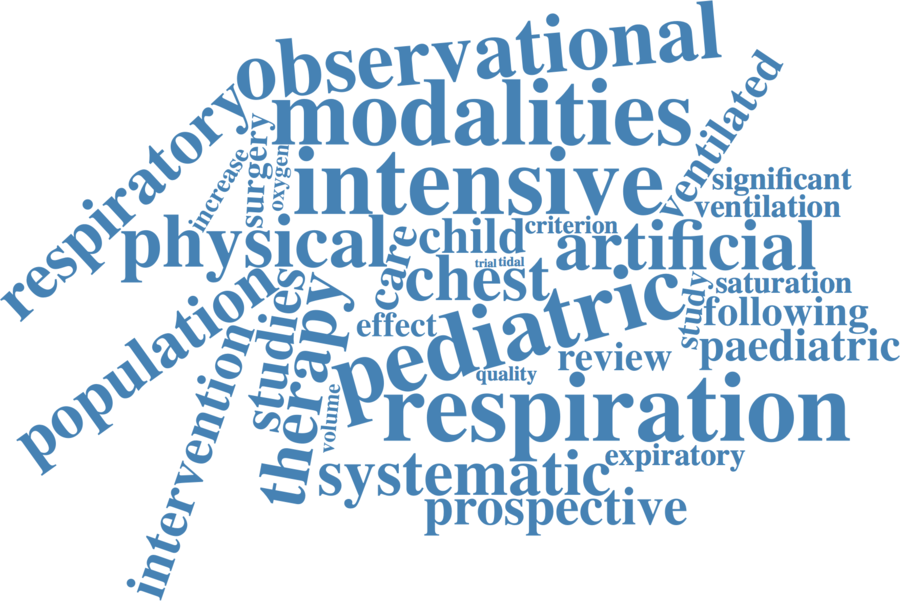 observational
modalities
respiratory
increase
surgery
oxygen
intensive
ventilated
significant
ventilation
physical
care
child
criterion
artificial
trial
tidal
chest
saturation
population
studies
therapy
effect
pediatric
study
following
paediatric
intervention
review
quality
volume
respiration
systematic
expiratory
prospective